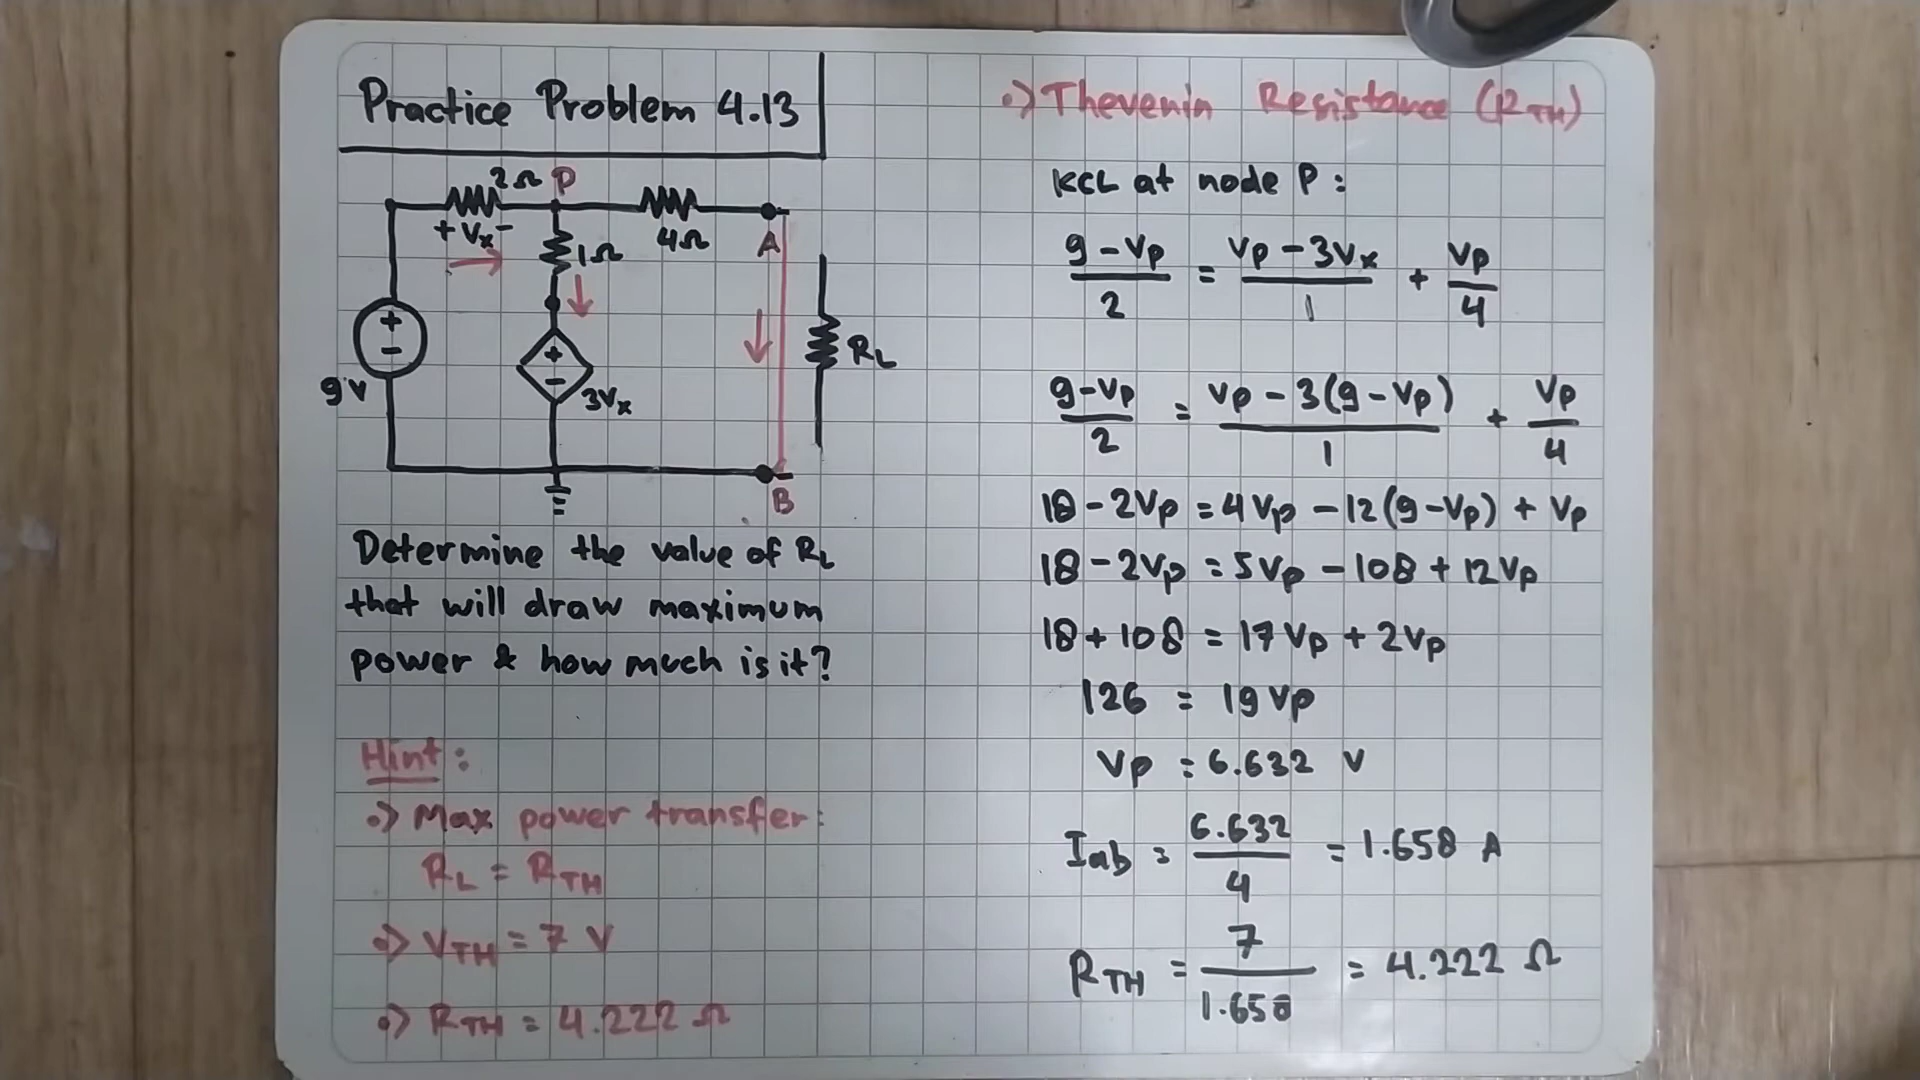 Practice Problem 4.13
2Ω P
+ Vx -
4Ω
A
1Ω
+
-
9V
+
-
3Vx
RL
B
Determine the value of RL
that will draw maximum
power & how much is it?
Hint:
•) Max power transfer:
RL = RTH
•) VTH = 7 V
•) RTH = 4.222 Ω
•) Thevenin Resistance (RTH)
KCL at node P:
9 - Vp / 2 = Vp - 3Vx / 1 + Vp / 4
9 - Vp / 2 = Vp - 3(9 - Vp) / 1 + Vp / 4
18 - 2Vp = 4Vp - 12(9 - Vp) + Vp
18 - 2Vp = 5Vp - 108 + 12Vp
18 + 108 = 17Vp + 2Vp
126 = 19Vp
Vp = 6.632 V
Iab = 6.632 / 4 = 1.658 A
RTH = 7 / 1.658 = 4.222 Ω